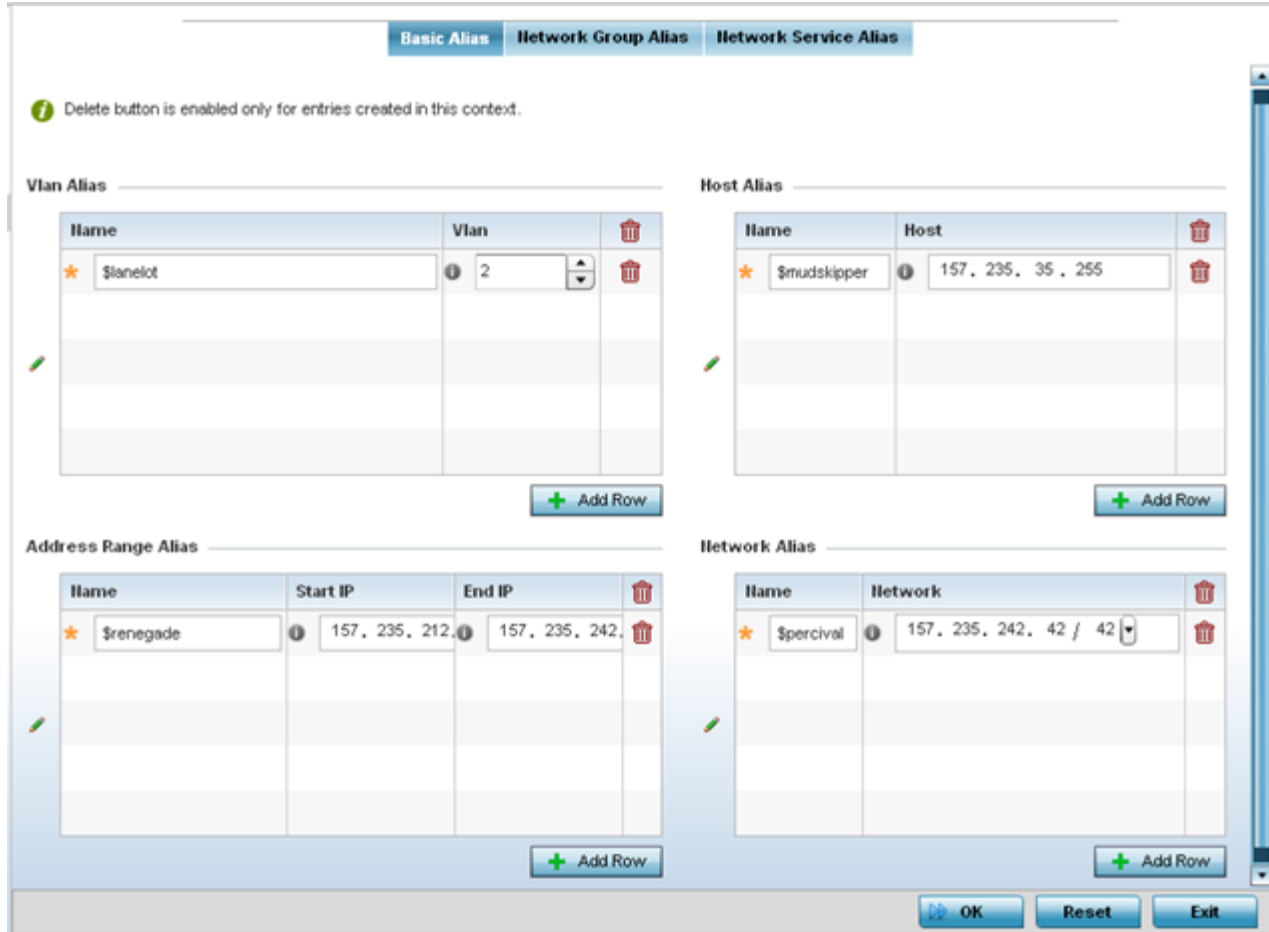 Basic Alias Network Group Alias Network Service Alias
Delete button is enabled only for entries created in this context.
Vlan Alias
Name Vlan
$lanelot 2
Add Row
Host Alias
Name Host
$mudskipper 157. 235. 35. 255
Add Row
Address Range Alias
Name Start IP End IP
$renegade 157. 235. 212. 157. 235. 242.
Add Row
Network Alias
Name Network
$percival 157. 235. 242. 42 / 42
Add Row
OK Reset Exit